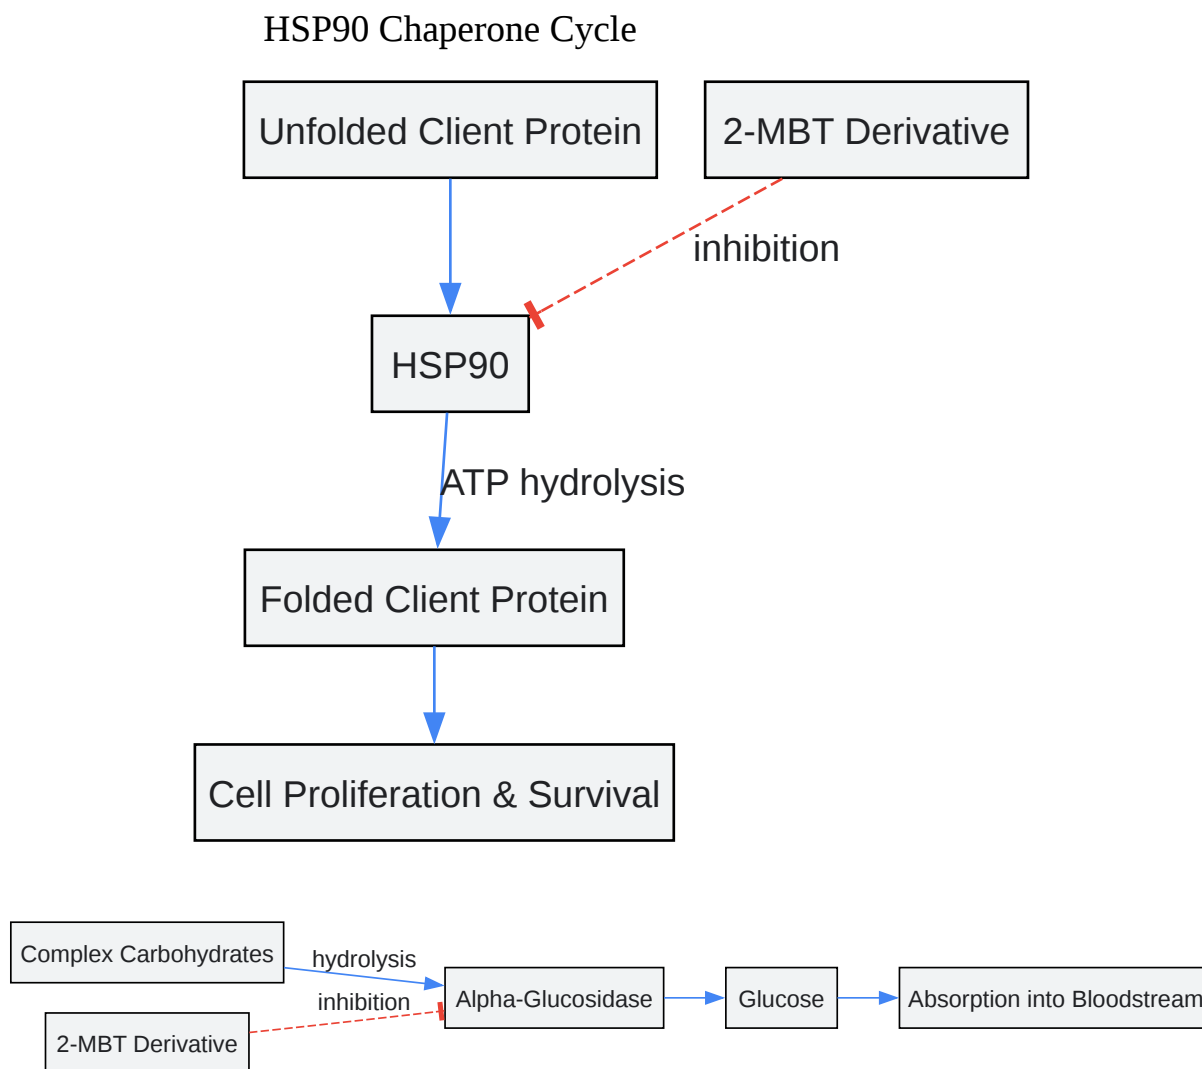 HSP90 Chaperone Cycle
Unfolded Client Protein
2-MBT Derivative
inhibition
HSP90
ATP hydrolysis
Folded Client Protein
Cell Proliferation & Survival
Complex Carbohydrates
hydrolysis
Alpha-Glucosidase
Glucose
Absorption into Bloodstream
inhibition
2-MBT Derivative